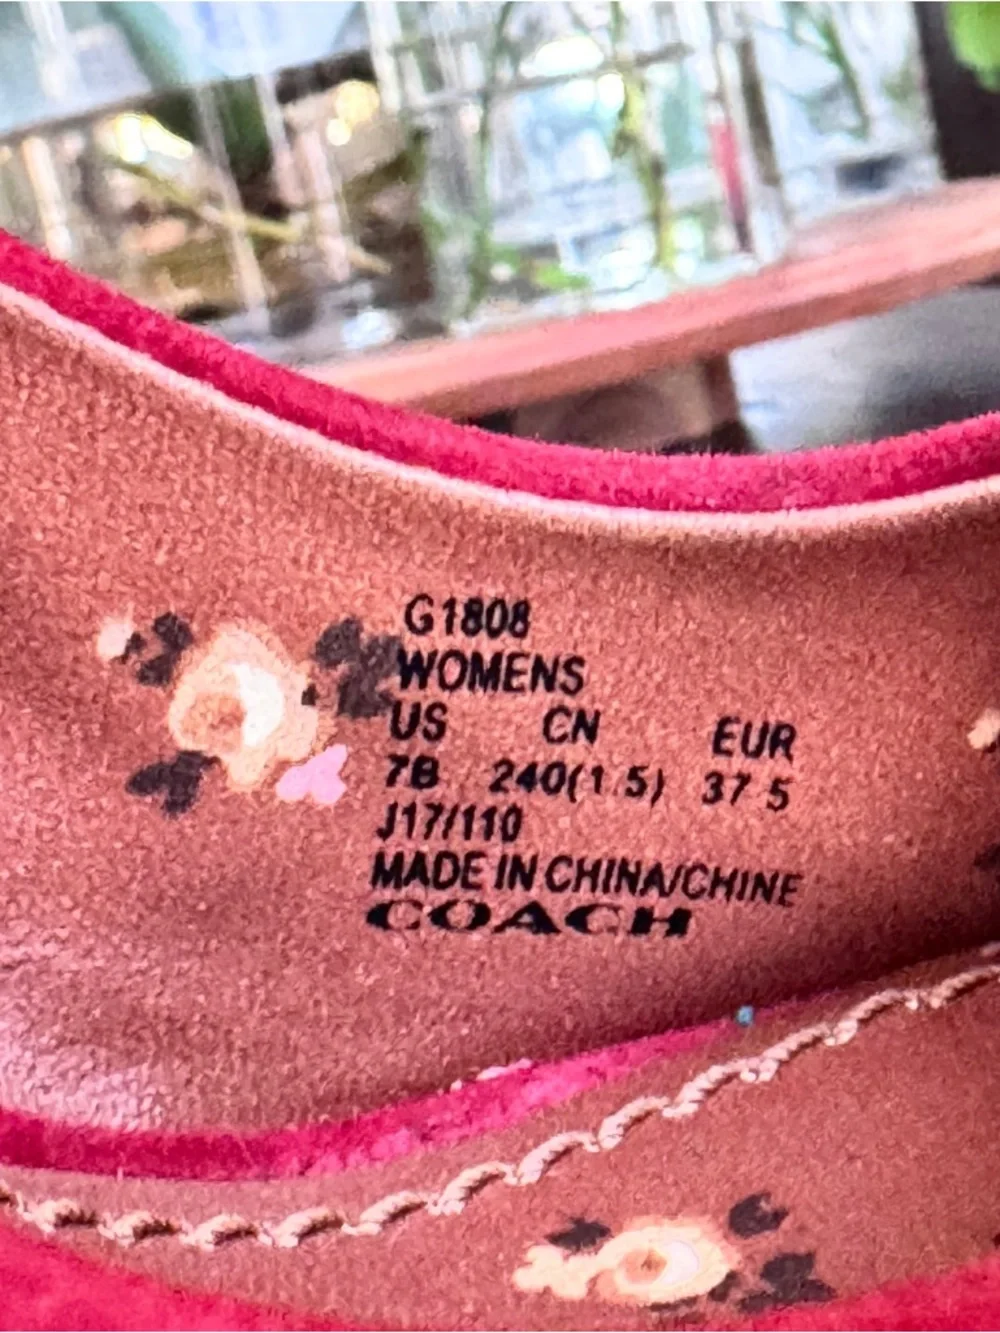 G1808
WOMENS
US CN EUR
7B 240(1.5) 37.5
J17/110
MADE IN CHINA/CHINE
COACH